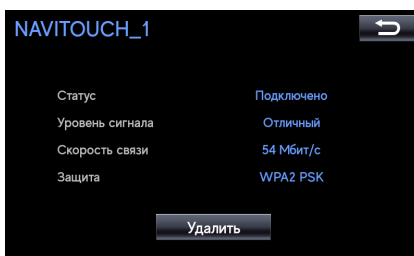 NAVITOUCH_1
Статус Подключено
Уровень сигнала Отличный
Скорость связи 54 Мбит/с
Защита WPA2 PSK
Удалить